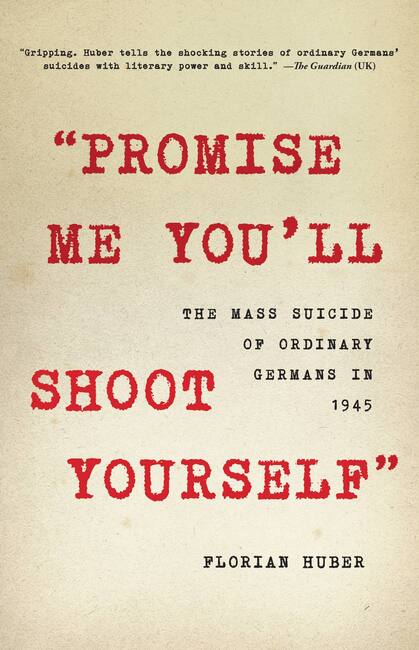 "Gripping. Huber tells the shocking stories of ordinary Germans'
suicides with literary power and skill." —The Guardian (UK)
"PROMISE
ME YOU'LL
THE MASS SUICIDE
OF ORDINARY
GERMANS IN
1945
SHOOT
YOURSELF"
FLORIAN HUBER